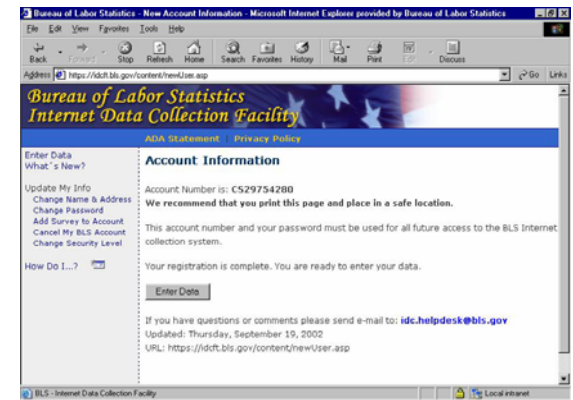 Bureau of Labor Statistics - New Account Information - Microsoft Internet Explorer provided by Bureau of Labor Statistics
File Edit View Favorites Tools Help
Back Forward Stop Refresh Home Search Favorites History Mail Print Edit Discuss
Address https://idcft.bls.gov/content/newUser.asp Go Links
Bureau of Labor Statistics
Internet Data Collection Facility
ADA Statement | Privacy Policy
Enter Data
What's New?
Update My Info
Change Name & Address
Change Password
Add Survey to Account
Cancel My BLS Account
Change Security Level
How Do I...?
Account Information
Account Number is: C529754280
We recommend that you print this page and place in a safe location.
This account number and your password must be used for all future access to the BLS Internet
collection system.
Your registration is complete. You are ready to enter your data.
Enter Data
If you have questions or comments please send e-mail to: idc.helpdesk@bls.gov
Updated: Thursday, September 19, 2002
URL: https://idcft.bls.gov/content/newUser.asp
BLS - Internet Data Collection Facility Local intranet